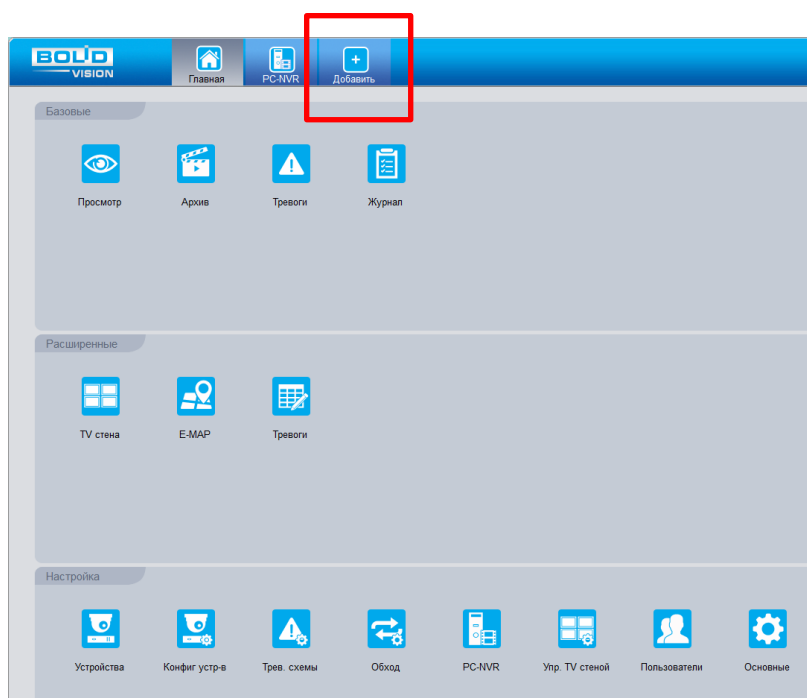 BOLID
VISION
Главная
PC-NVR
Добавить
Базовые
Просмотр
Архив
Тревоги
Журнал
Расширенные
TV стена
E-MAP
Тревоги
Настройка
Устройства
Конфиг устр-в
Трев. схемы
Обход
PC-NVR
Упр. TV стеной
Пользователи
Основные